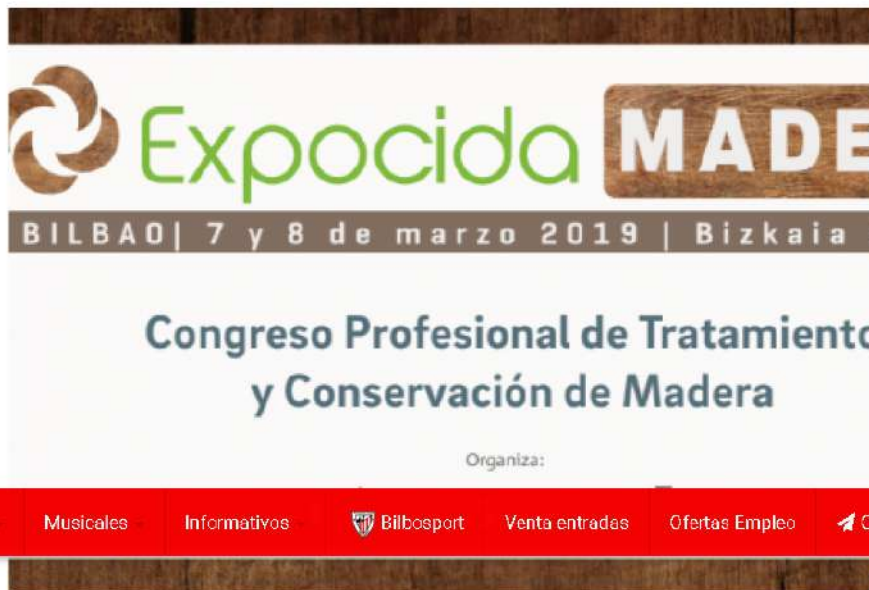 Expocida MADE
BILBAO| 7 y 8 de marzo 2019 | Bizkaia
Congreso Profesional de Tratamiento
y Conservación de Madera
Organiza:
Musicales Informativos Bilbosport Venta entradas Ofertas Empleo